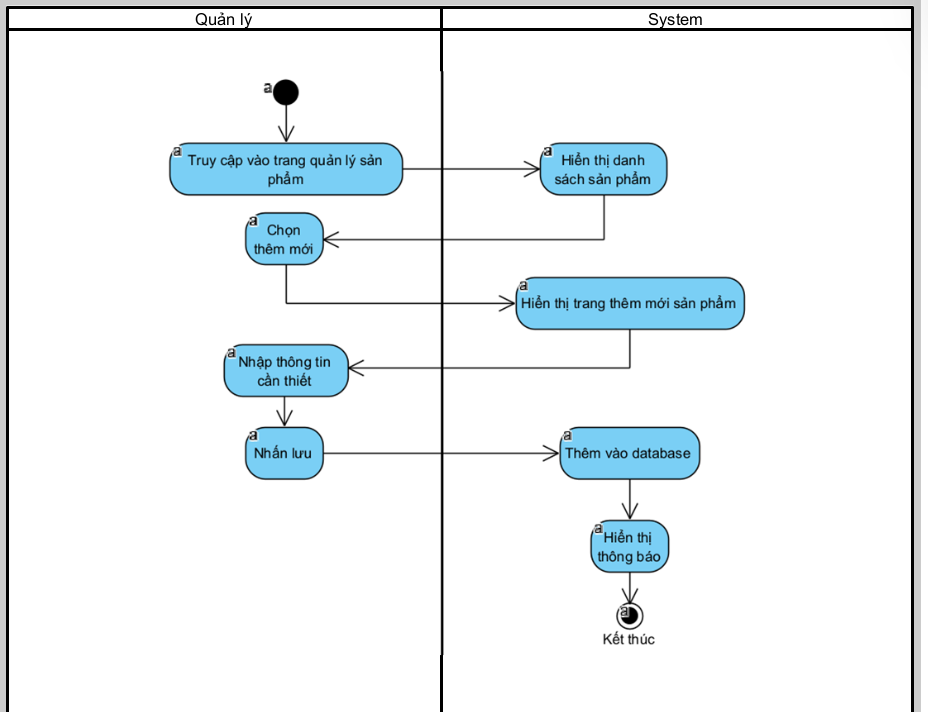 Quản lý
System
a
a
Truy cập vào trang quản lý sản
phẩm
a
Hiển thị danh
sách sản phẩm
a
Chọn
thêm mới
a
Hiển thị trang thêm mới sản phẩm
a
Nhập thông tin
cần thiết
a
Nhấn lưu
a
Thêm vào database
a
Hiển thị
thông báo
a
Kết thúc